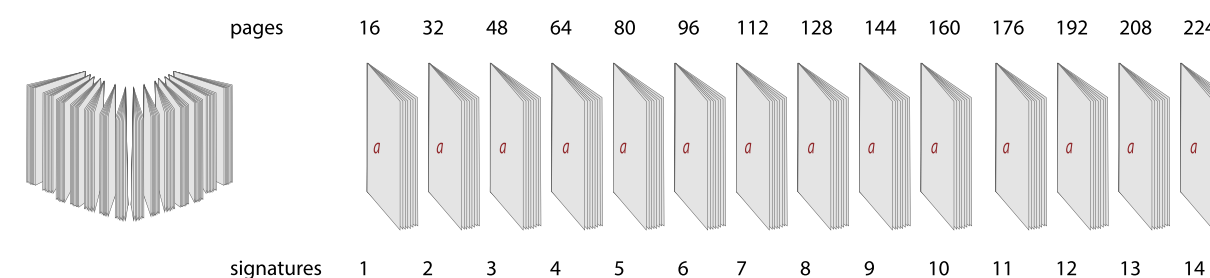 pages 16 32 48 64 80 96 112 128 144 160 176 192 208 224
a a a a a a a a a a a a a a
signatures 1 2 3 4 5 6 7 8 9 10 11 12 13 14